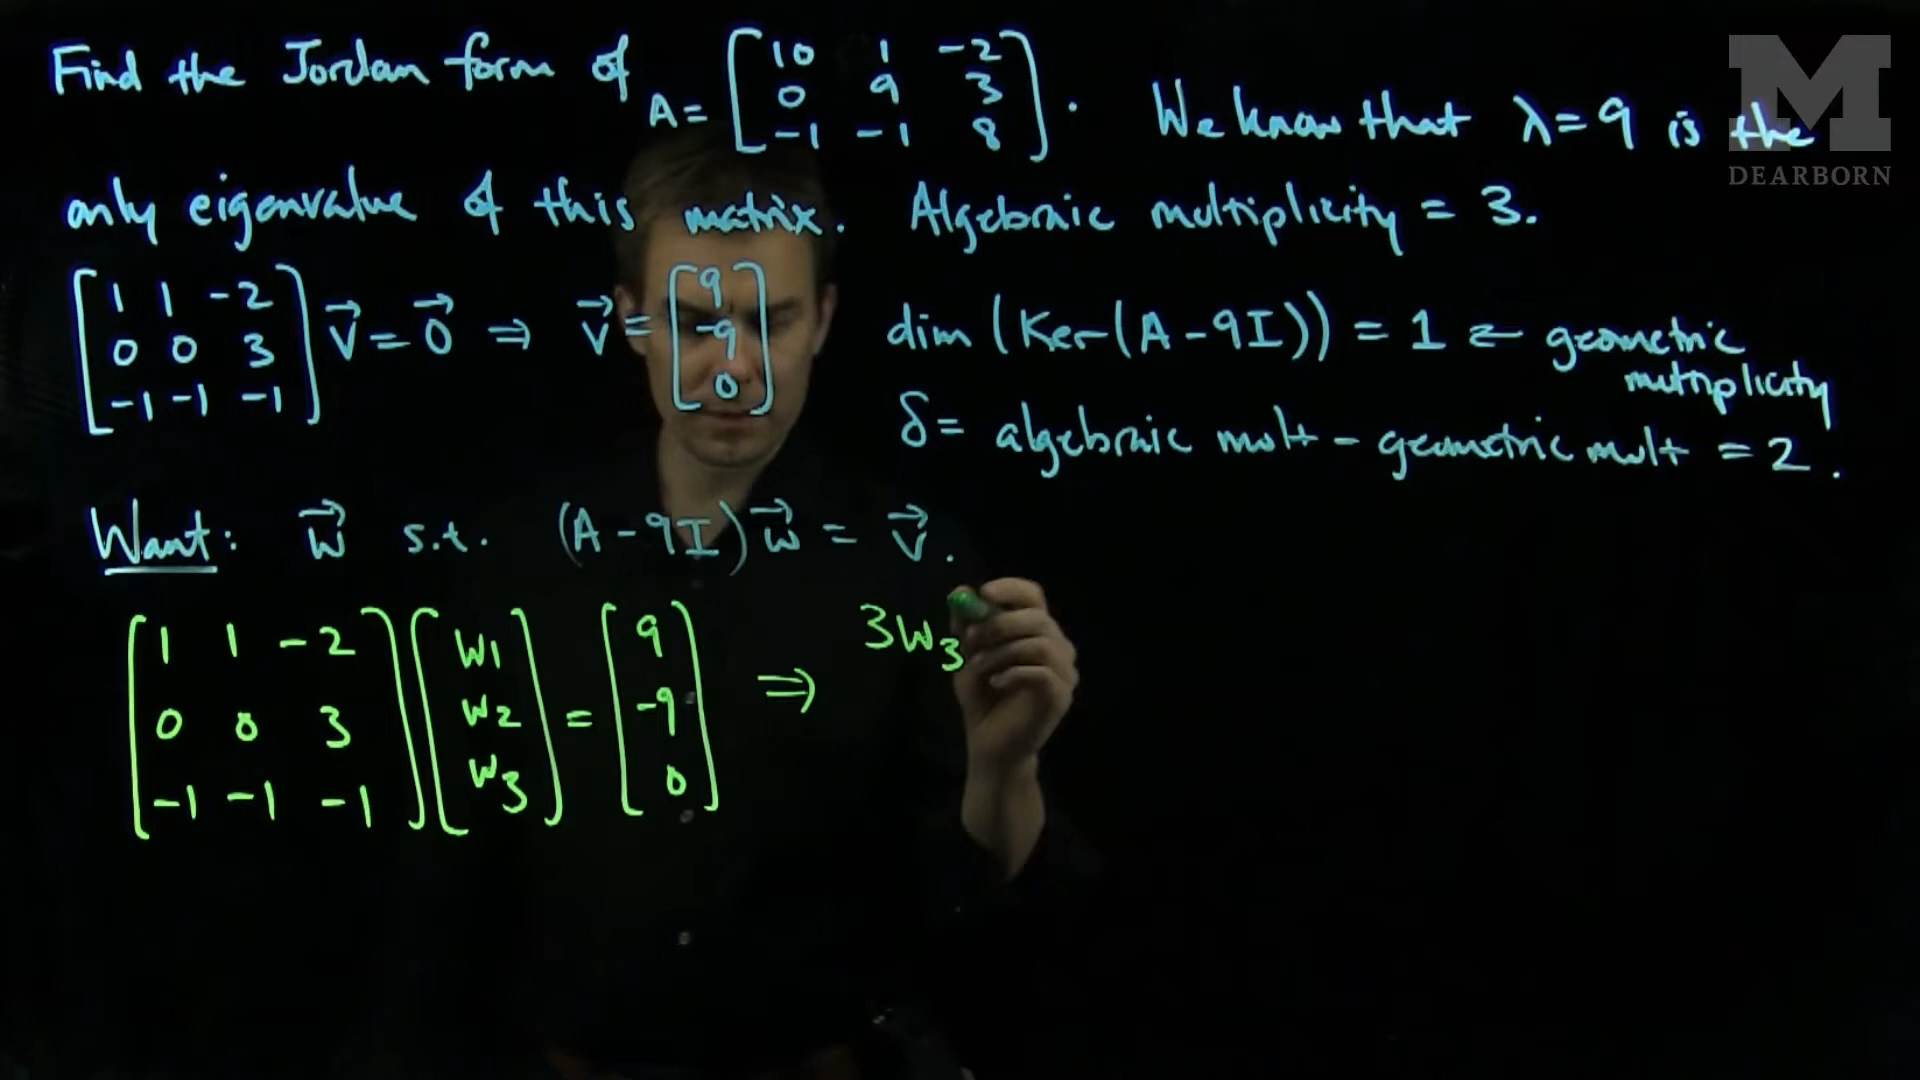 Find the Jordan form of A = [10 1 -2
0 9 3
-1 -1 8] . We know that λ = 9 is the
only eigenvalue of this matrix. Algebraic multiplicity = 3.
[1 1 -2
0 0 3
-1 -1 -1] v⃗ = 0⃗ ⇒ v⃗ = [9
-9
0]
dim (Ker(A - 9I)) = 1 ← geometric
multiplicity
δ = algebraic mult - geometric mult = 2.
Want: w⃗ s.t. (A - 9I) w⃗ = v⃗.
[1 1 -2
0 0 3
-1 -1 -1] [w1
w2
w3] = [9
-9
0] ⇒ 3w3
M
DEARBORN